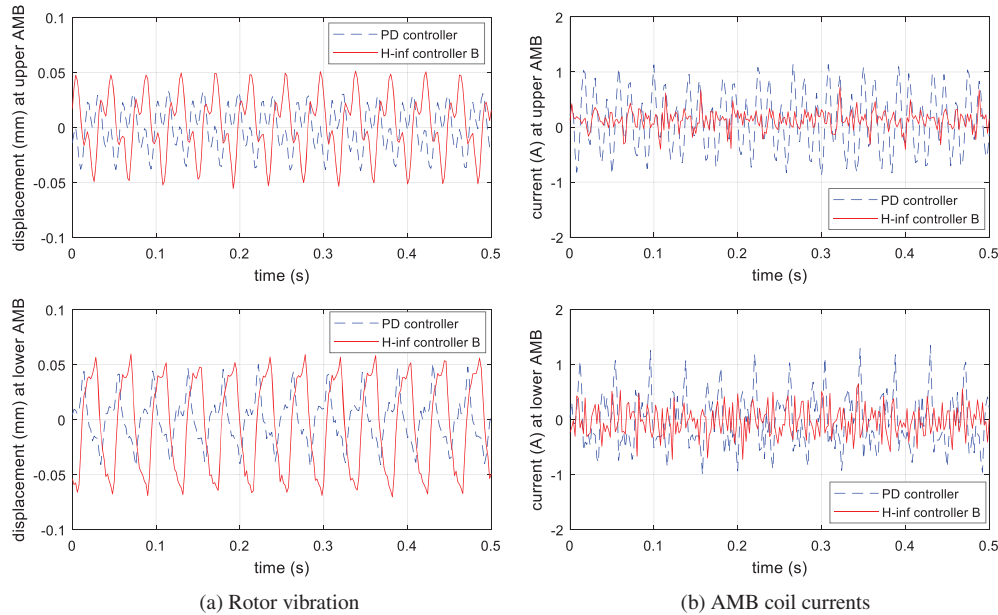 displacement (mm) at upper AMB
0.1
0.05
0
-0.05
-0.1
PD controller
H-inf controller B
0 0.1 0.2 0.3 0.4 0.5
time (s)
current (A) at upper AMB
2
1
0
-1
-2
PD controller
H-inf controller B
0 0.1 0.2 0.3 0.4 0.5
time (s)
displacement (mm) at lower AMB
0.1
0.05
0
-0.05
-0.1
PD controller
H-inf controller B
0 0.1 0.2 0.3 0.4 0.5
time (s)
current (A) at lower AMB
2
1
0
-1
-2
PD controller
H-inf controller B
0 0.1 0.2 0.3 0.4 0.5
time (s)
(a) Rotor vibration
(b) AMB coil currents